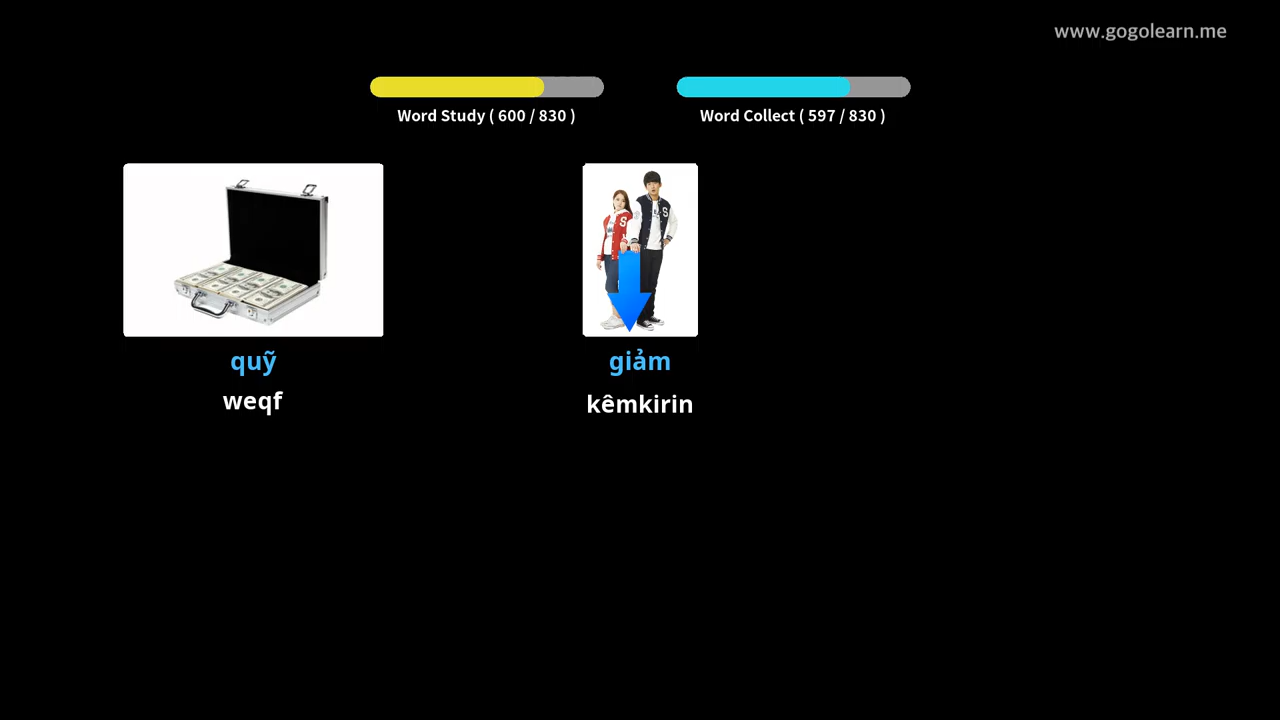 www.gogolearn.me
Word Study ( 600 / 830 )
Word Collect ( 597 / 830 )
quỹ
weqf
giảm
kêmkirin